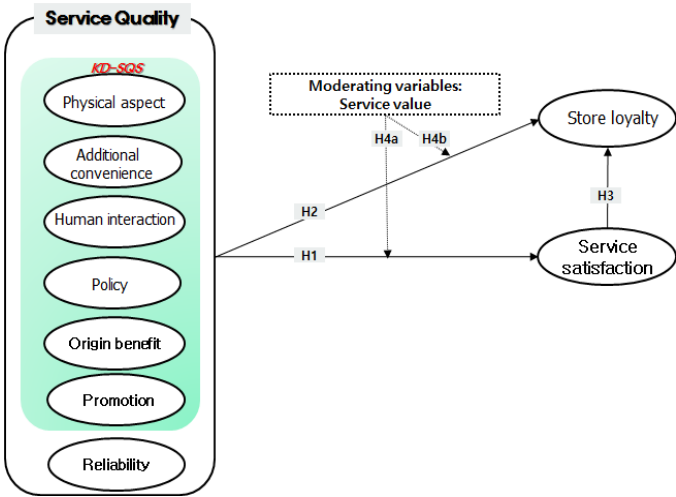 Service Quality
KD-SQS
Physical aspect
Additional
convenience
Human interaction
Policy
Origin benefit
Promotion
Reliability
Moderating variables:
Service value
H4a
H4b
H2
H1
Store loyalty
H3
Service
satisfaction